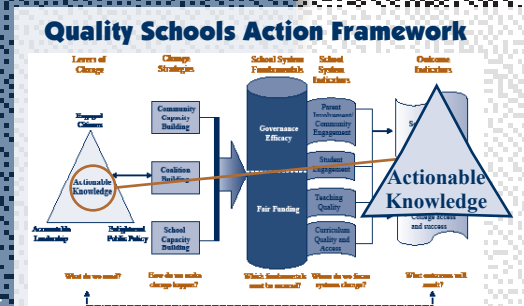 Quality Schools Action Framework
Levers of
Change
Change
Strategies
School System
Fundamentals
School
System
Indicators
Outcome
Indicators
Engaged
Citizens
Actionable
Knowledge
Accountable
Leadership
Enlightened
Public Policy
Community
Capacity
Building
Coalition
Building
School
Capacity
Building
Governance
Efficacy
Fair Funding
Parent
Involvement/
Community
Engagement
Student
Engagement
Teaching
Quality
Curriculum
Quality and
Access
Actionable
Knowledge
College access
and success
What do we need?
How do we make
change happen?
Which fundamentals
must be secured?
Where do we focus
systems change?
What outcomes will
result?